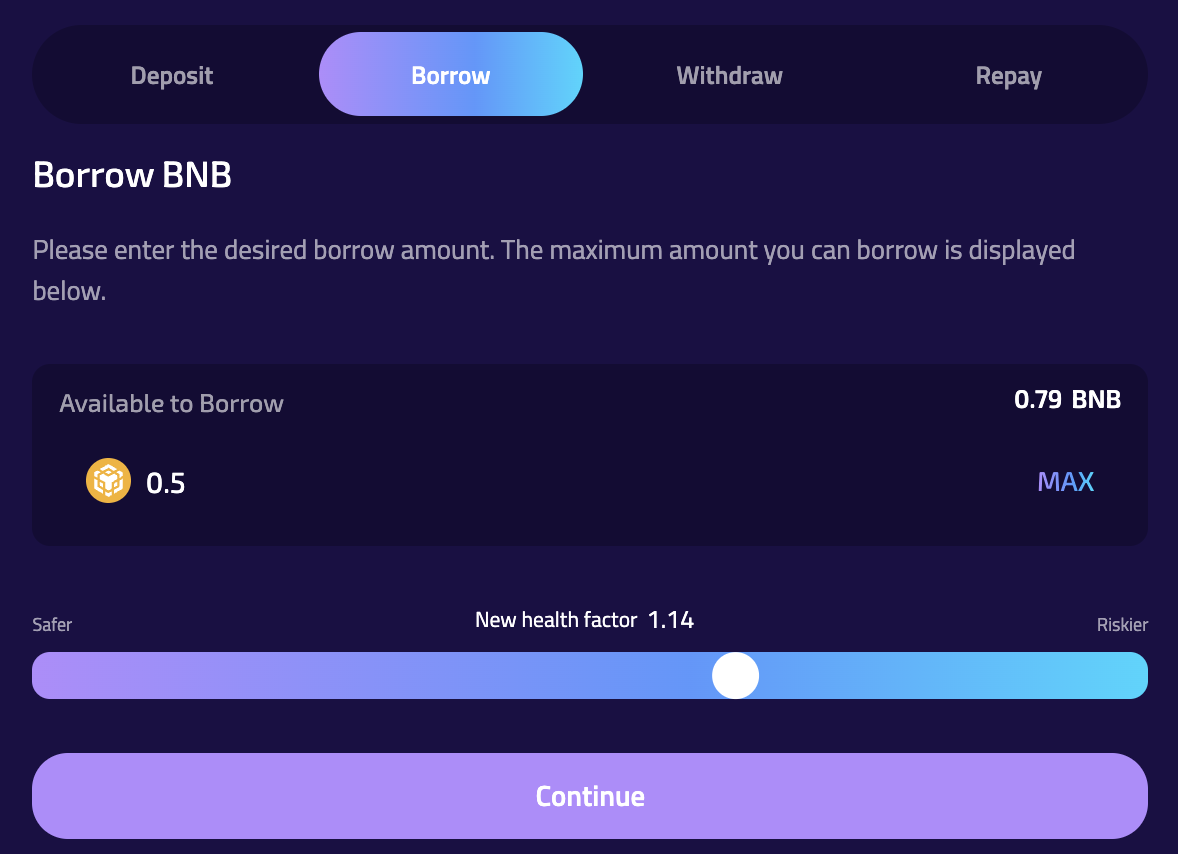 Deposit Borrow Withdraw Repay
Borrow BNB
Please enter the desired borrow amount. The maximum amount you can borrow is displayed
below.
Available to Borrow 0.79 BNB
0.5 MAX
Safer New health factor 1.14 Riskier
Continue